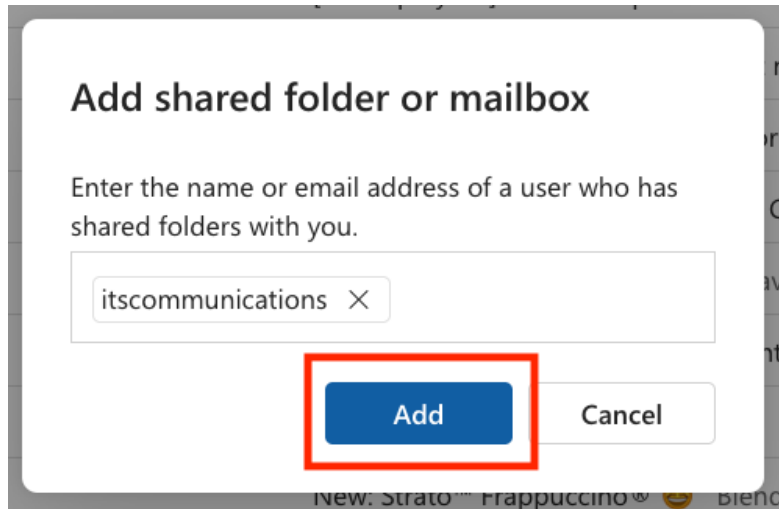 Add shared folder or mailbox
Enter the name or email address of a user who has
shared folders with you.
itscommunications
Add
Cancel
New: Strato™ Frappuccino®